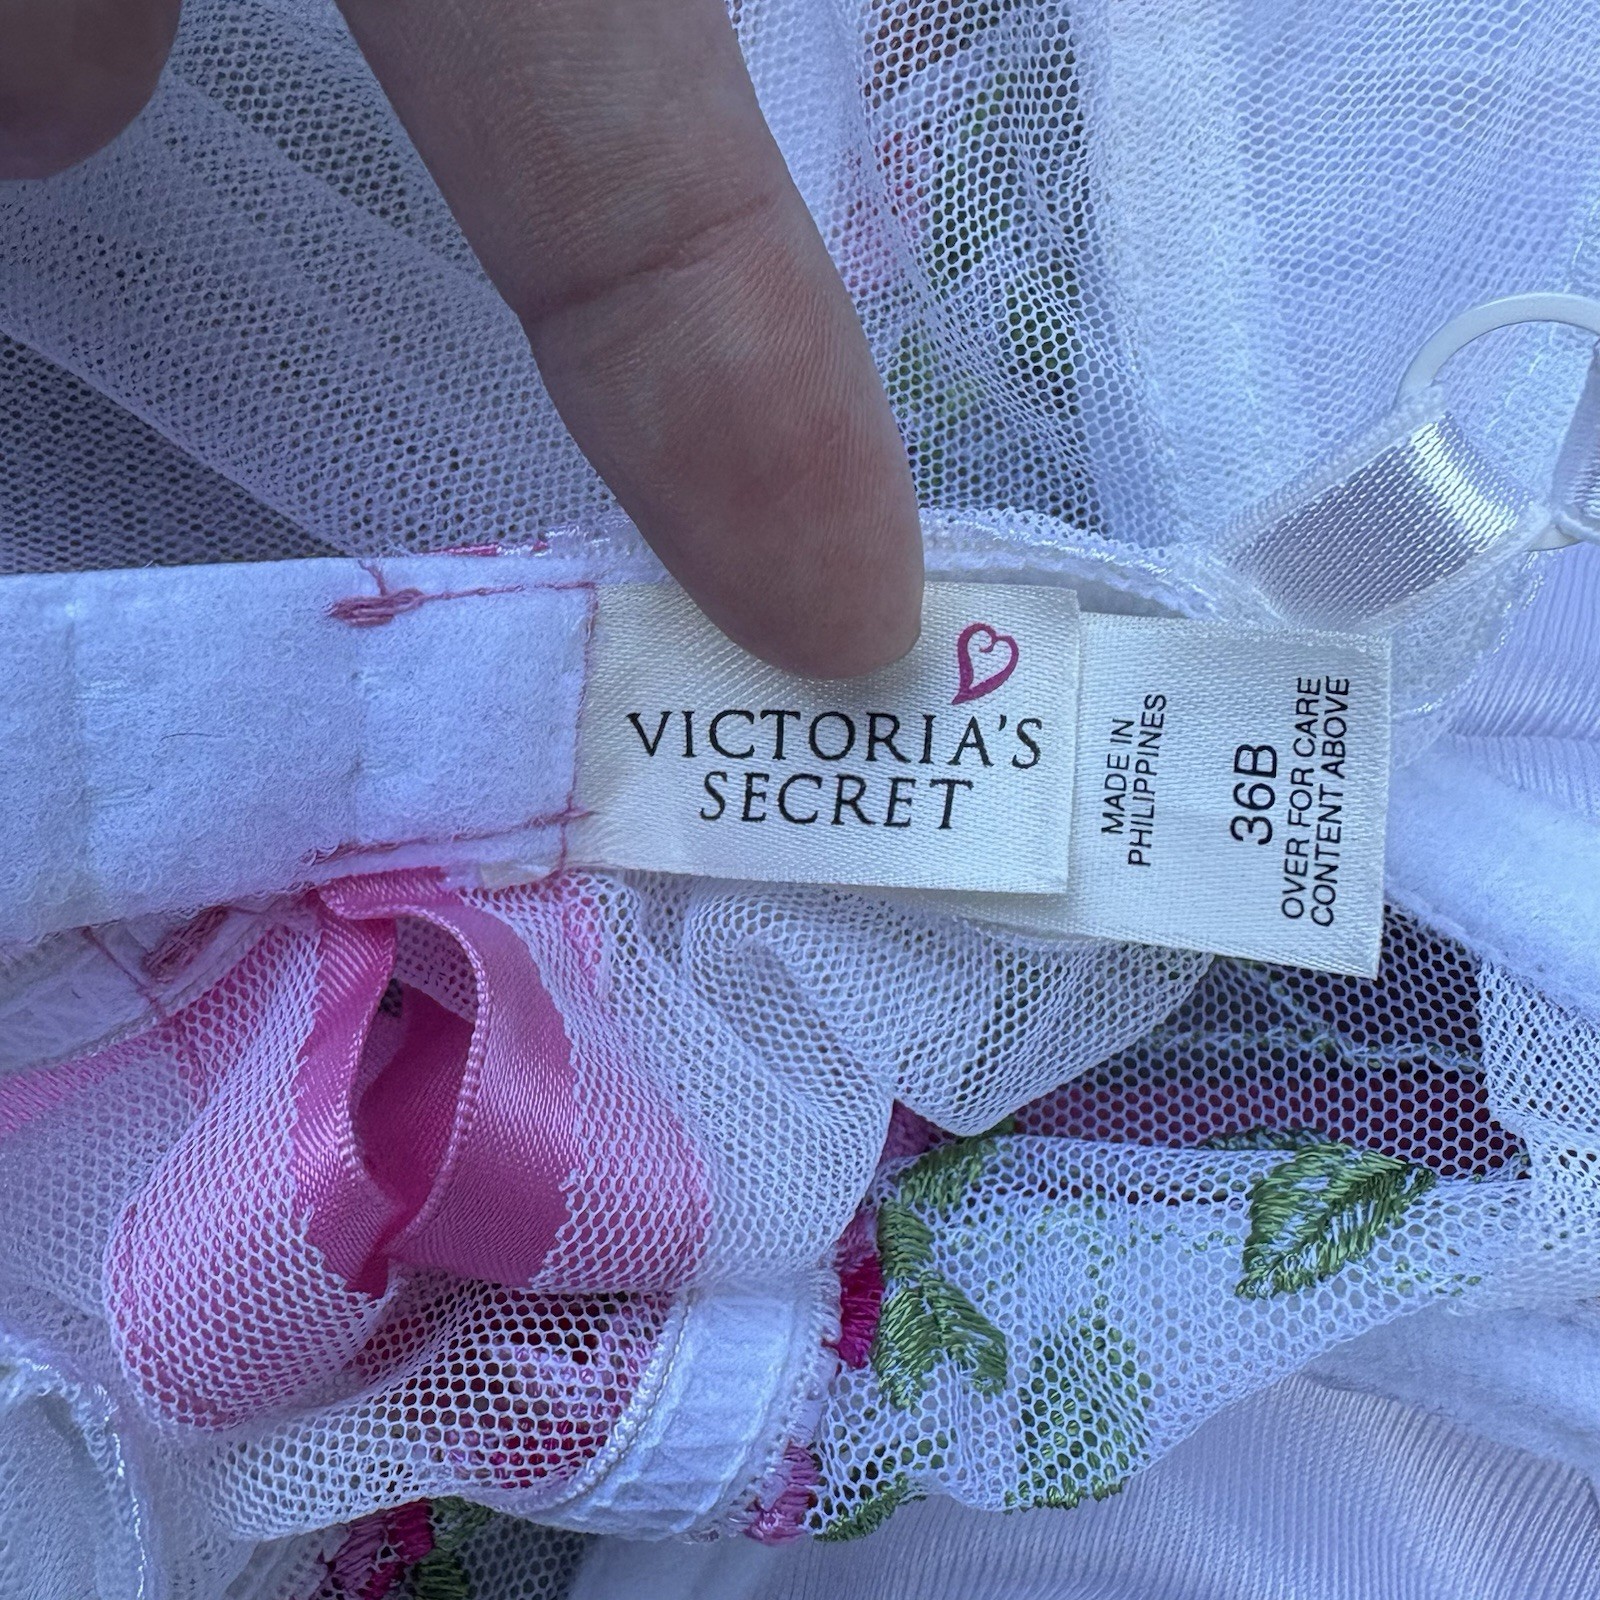 VICTORIA'S
SECRET
MADE IN
PHILIPPINES
36B
OVER FOR CARE
CONTENT ABOVE